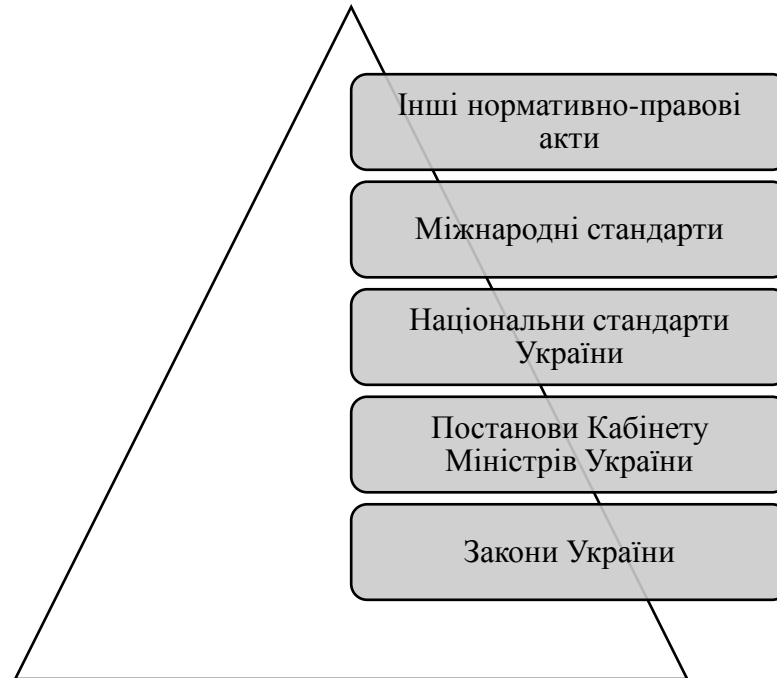 Інші нормативно-правові
акти
Міжнародні стандарти
Національни стандарти
України
Постанови Кабінету
Міністрів України
Закони України